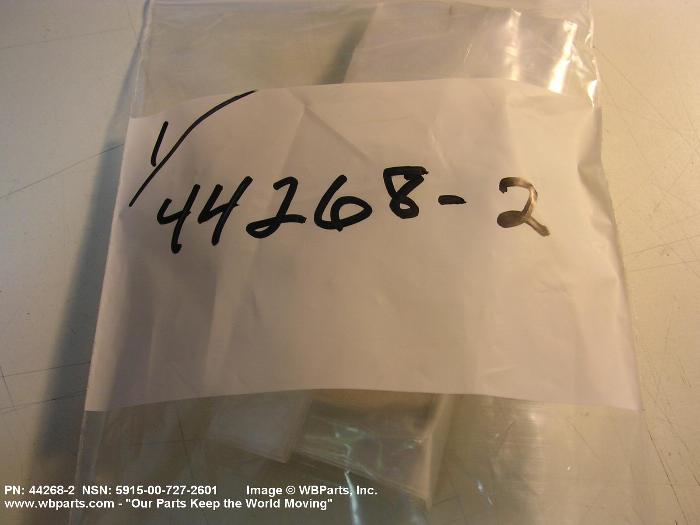 1/
44268-2
PN: 44268-2 NSN: 5915-00-727-2601 Image © WBParts, Inc.
www.wbparts.com - "Our Parts Keep the World Moving"